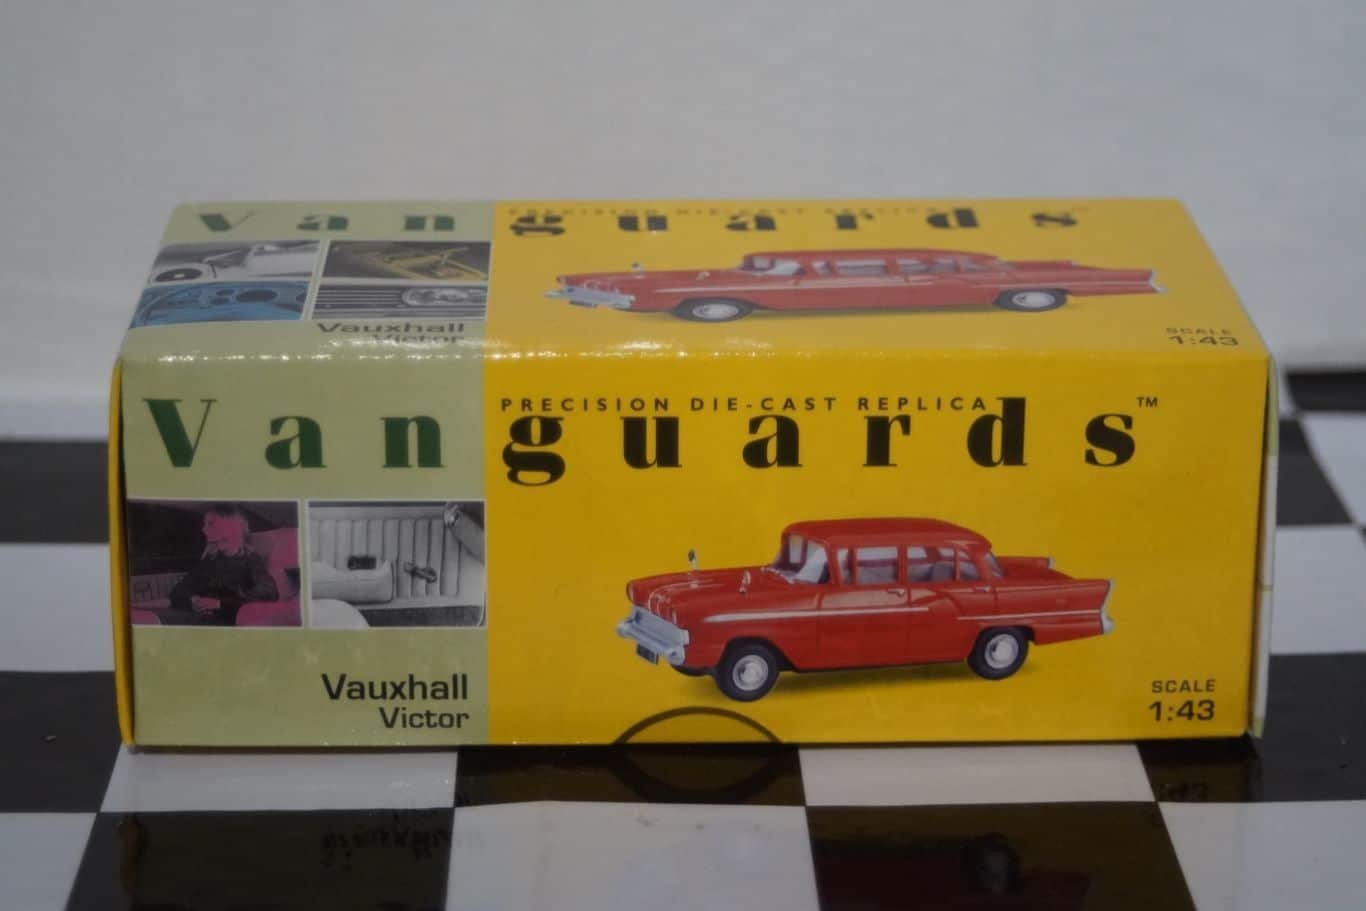 Vanguards
PRECISION DIE-CAST REPLICA
Vauxhall
Victor
SCALE
1:43
PRECISION DIE-CAST REPLICA
Vanguards™
Vauxhall
Victor
SCALE
1:43